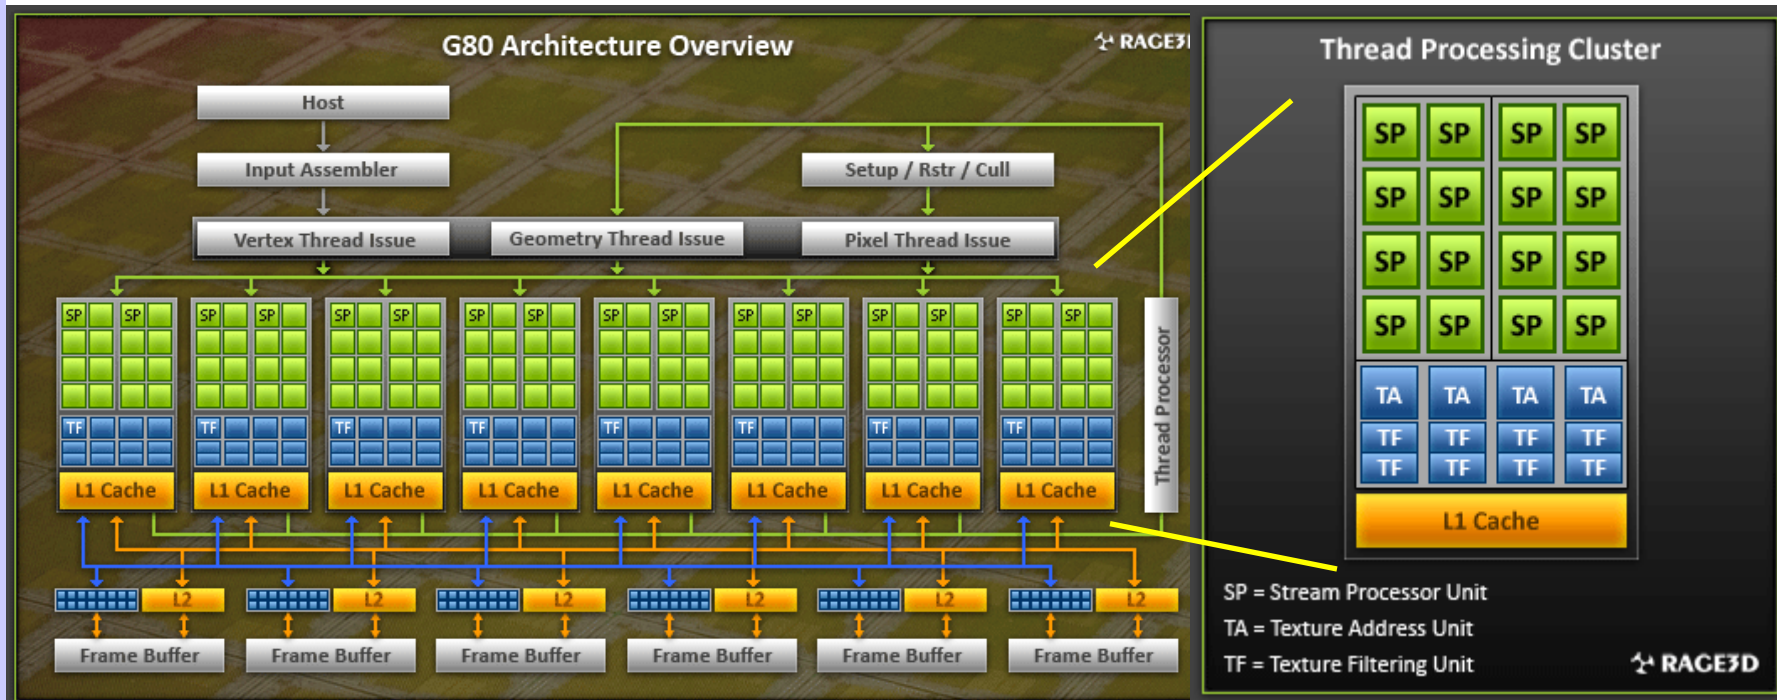 G80 Architecture Overview
RAGE3
Host
Input Assembler
Setup / Rstr / Cull
Vertex Thread Issue
Geometry Thread Issue
Pixel Thread Issue
SP SP SP SP SP SP SP SP SP SP SP SP SP SP SP SP
TF TF TF TF TF TF TF TF
L1 Cache L1 Cache L1 Cache L1 Cache L1 Cache L1 Cache L1 Cache L1 Cache
Thread Processor
L2 L2 L2 L2 L2 L2
Frame Buffer Frame Buffer Frame Buffer Frame Buffer Frame Buffer Frame Buffer
Thread Processing Cluster
SP SP SP SP
SP SP SP SP
SP SP SP SP
SP SP SP SP
TA TA TA TA
TF TF TF TF
TF TF TF TF
L1 Cache
SP = Stream Processor Unit
TA = Texture Address Unit
TF = Texture Filtering Unit
RAGE3D